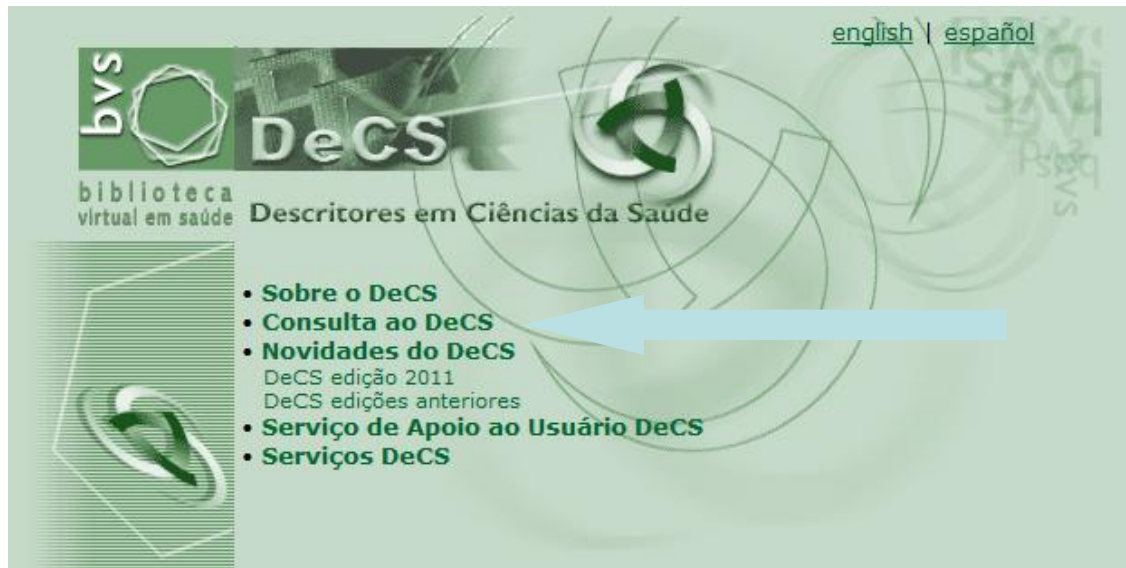 english | español
bvs
DeCS
biblioteca
virtual em saúde
Descritores em Ciências da Saúde
• Sobre o DeCS
• Consulta ao DeCS
• Novidades do DeCS
DeCS edição 2011
DeCS edições anteriores
• Serviço de Apoio ao Usuário DeCS
• Serviços DeCS